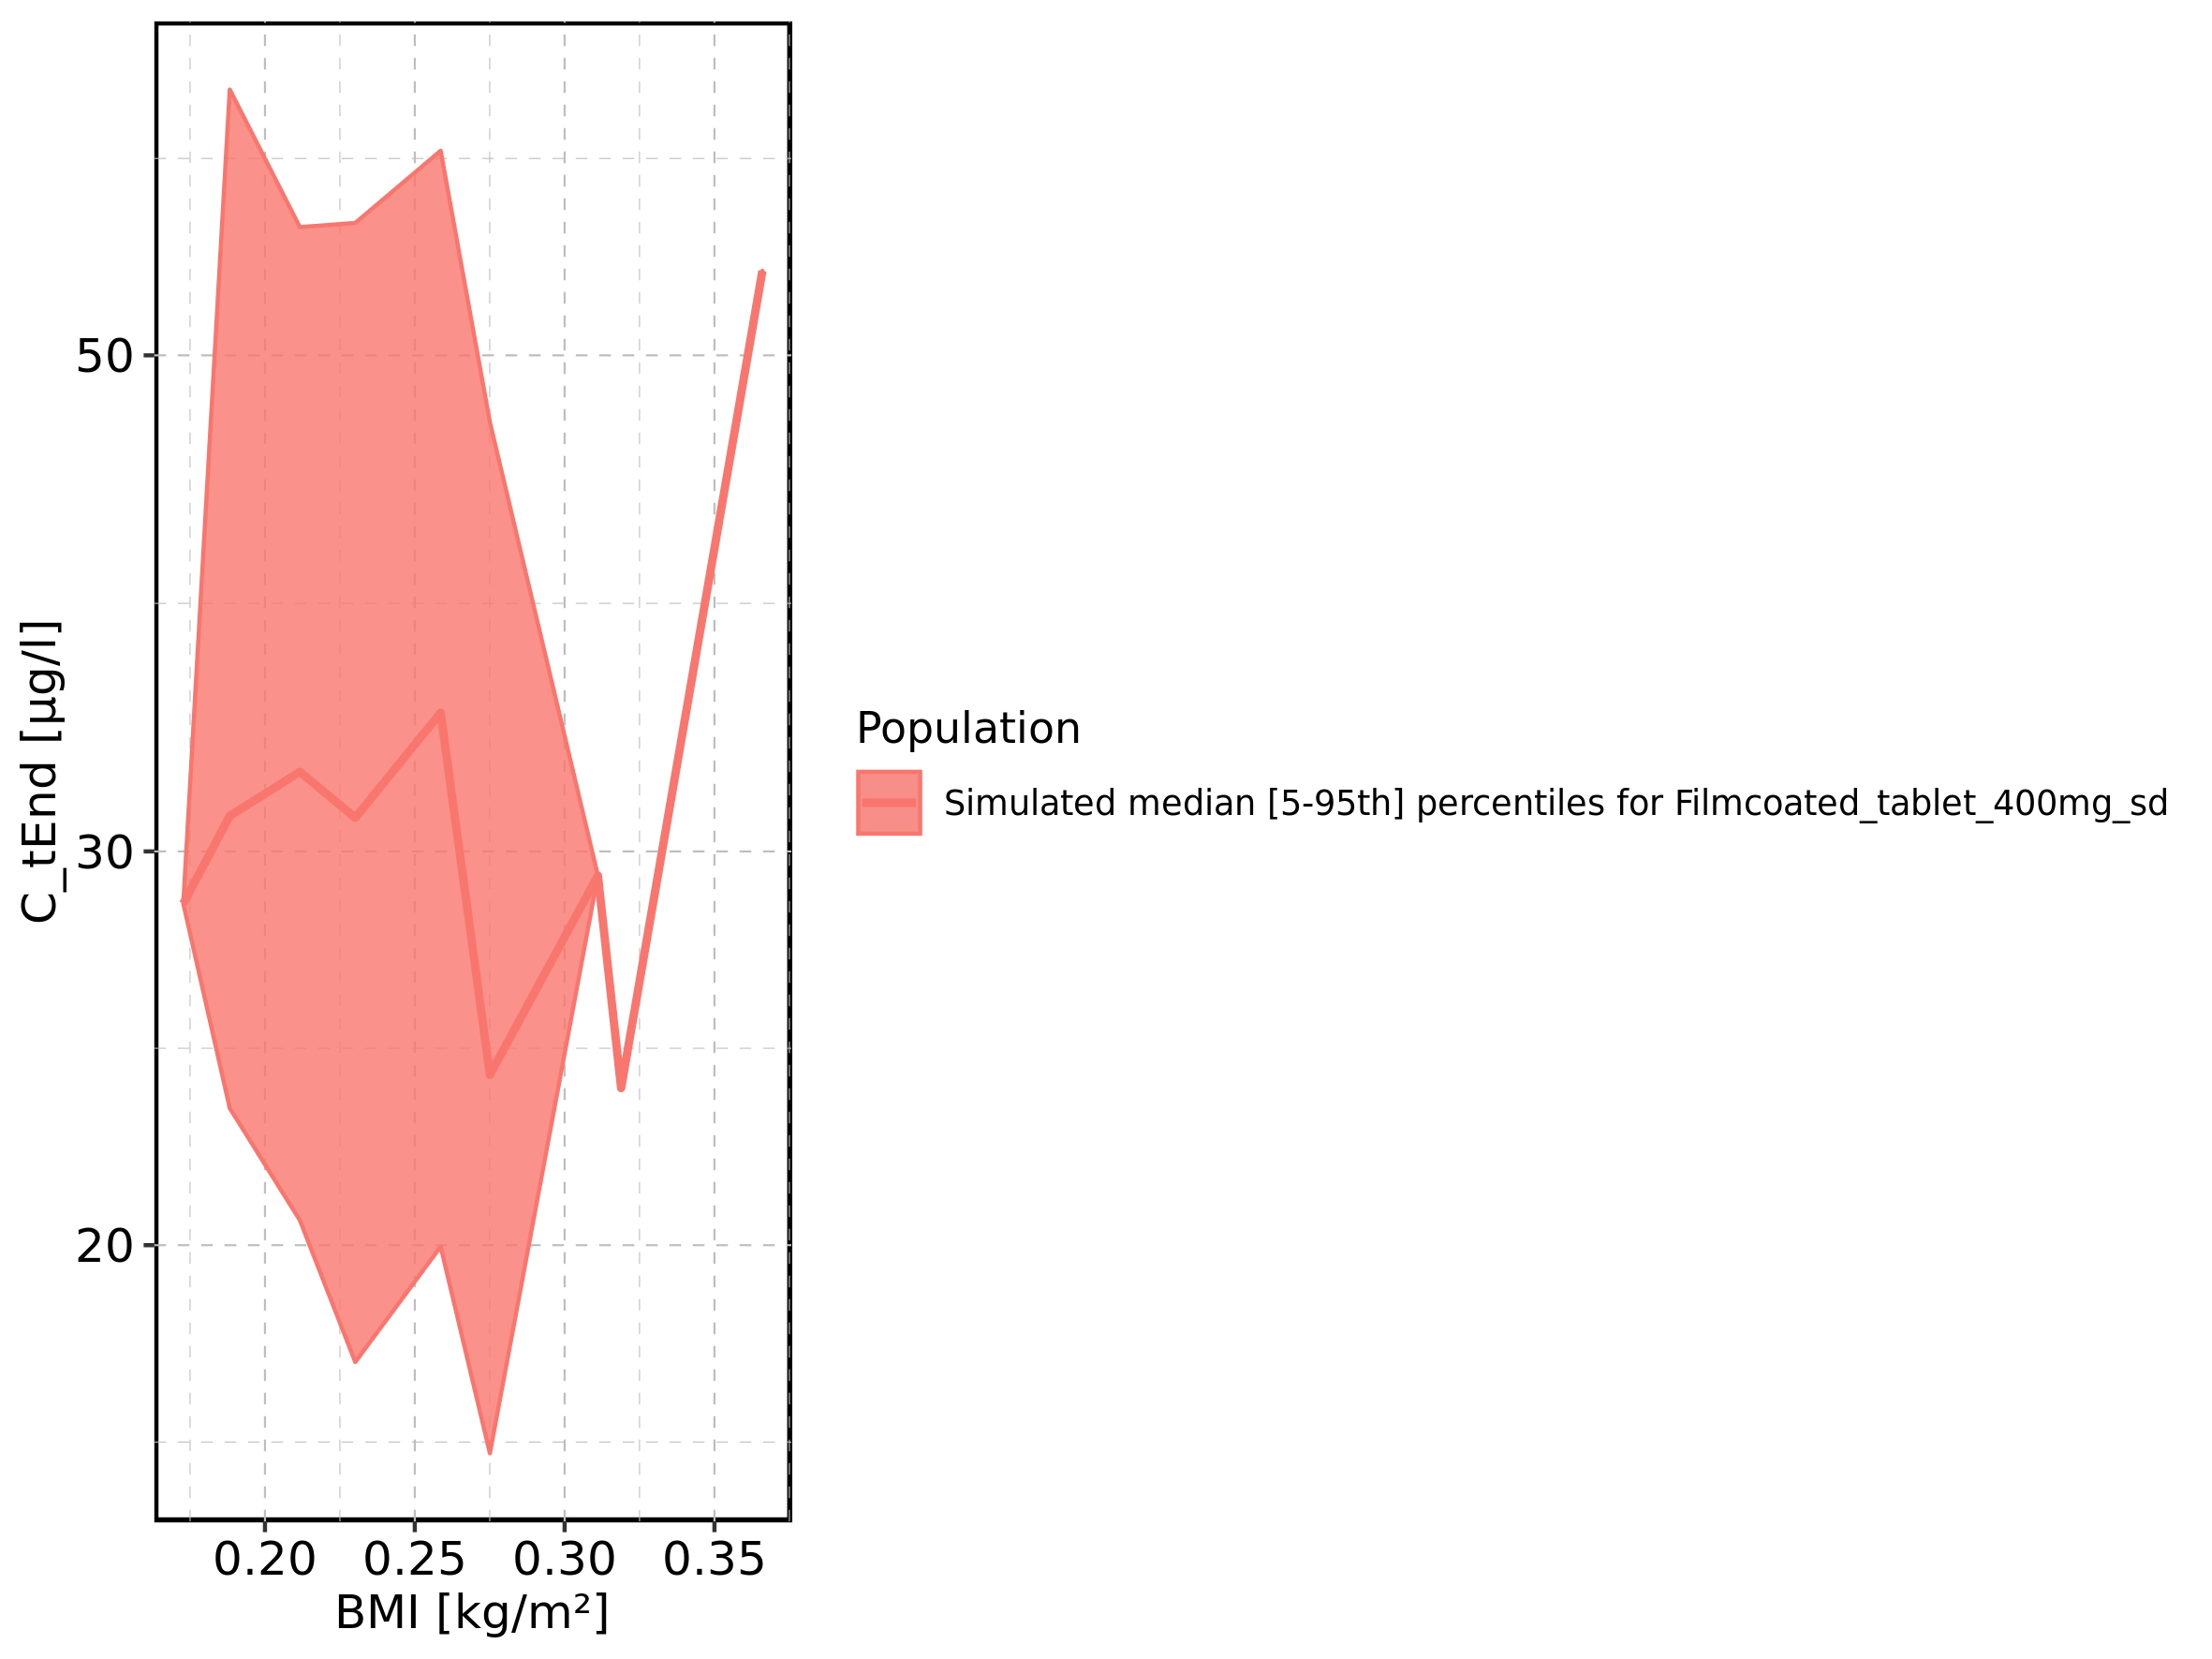 C_tEnd [µg/l]
50
30
20
0.20 0.25 0.30 0.35
BMI [kg/m²]
Population
Simulated median [5-95th] percentiles for Filmcoated_tablet_400mg_sd